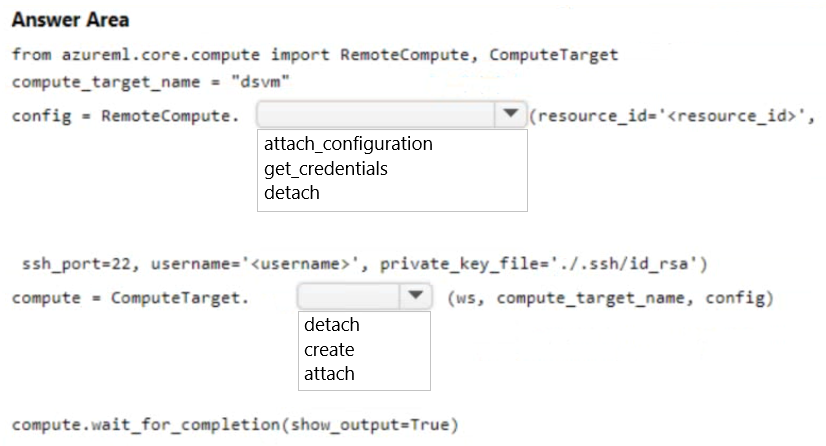 Answer Area
from azureml.core.compute import RemoteCompute, ComputeTarget
compute_target_name = "dsvm"
config = RemoteCompute. (resource_id='<resource_id>',
attach_configuration
get_credentials
detach
ssh_port=22, username='<username>', private_key_file='./.ssh/id_rsa')
compute = ComputeTarget. (ws, compute_target_name, config)
detach
create
attach
compute.wait_for_completion(show_output=True)